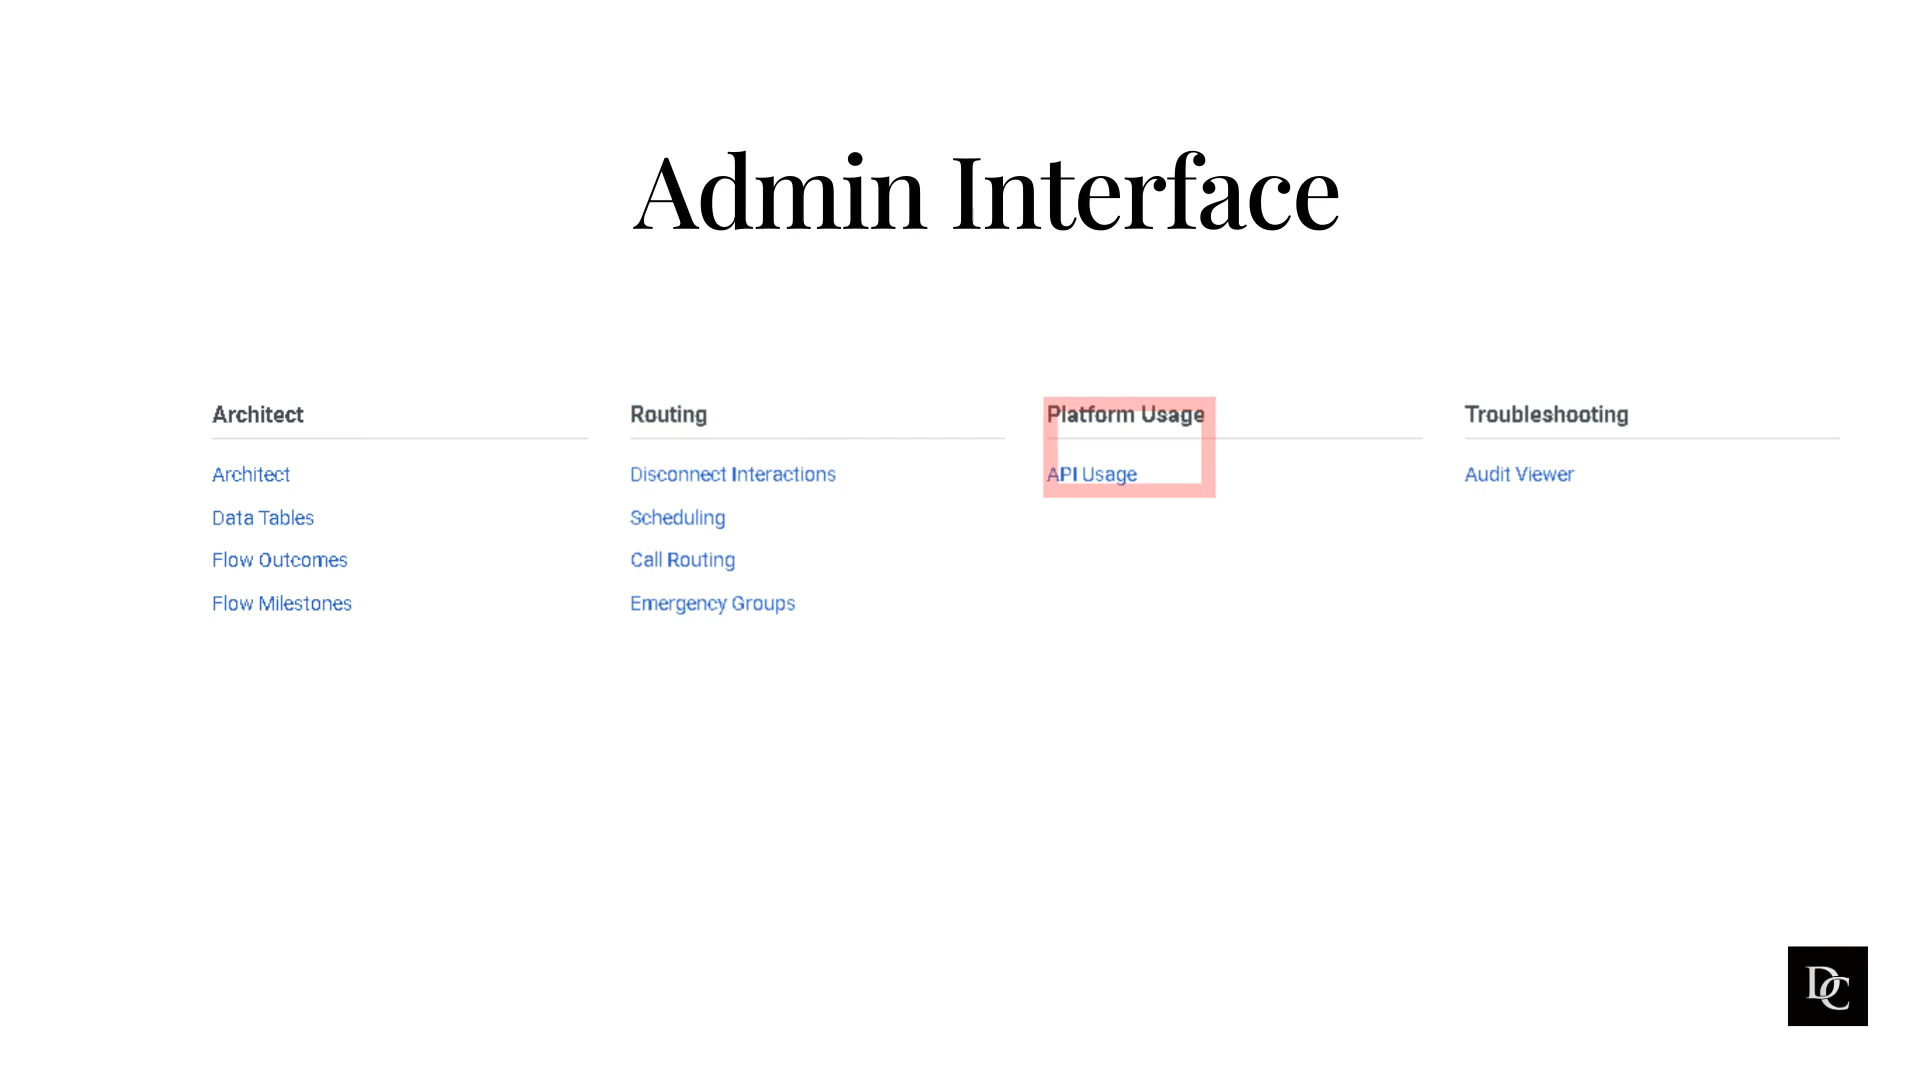 Admin Interface
Architect
Architect
Data Tables
Flow Outcomes
Flow Milestones
Routing
Disconnect Interactions
Scheduling
Call Routing
Emergency Groups
Platform Usage
API Usage
Troubleshooting
Audit Viewer
DC